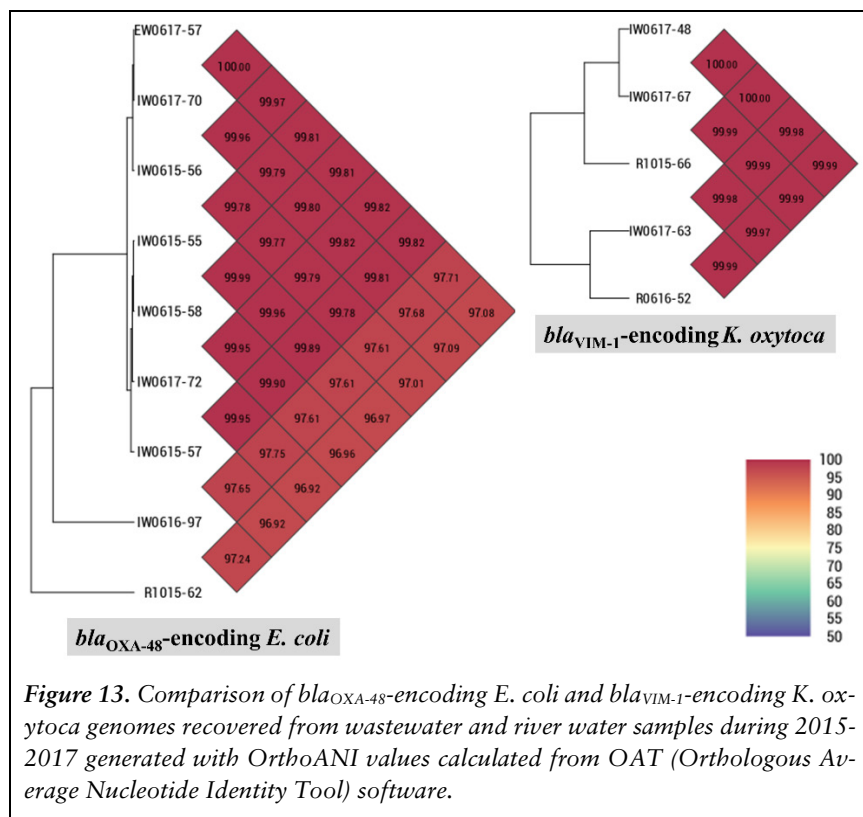 EW0617-57
100.00
IW0617-70 99.97
99.96 99.81
IW0615-56 99.79 99.81
99.78 99.80 99.82
IW0615-55 99.77 99.82 99.82
99.99 99.79 99.81 97.71
IW0615-58 99.96 99.78 97.68 97.08
99.95 99.89 97.61 97.09
IW0617-72 99.90 97.61 97.01
99.95 97.61 96.97
IW0615-57 97.75 96.96
97.65 96.92
IW0616-97 96.92
97.24
R1015-62
blaOXA-48-encoding E. coli
IW0617-48
100.00
IW0617-67 100.00
99.99 99.98
R1015-66 99.99 99.99
99.98 99.99
IW0617-63 99.97
99.99
R0616-52
blaVIM-1-encoding K. oxytoca
100
95
90
85
80
75
70
65
60
55
50
Figure 13. Comparison of blaOXA-48-encoding E. coli and blaVIM-1-encoding K. ox-
ytoca genomes recovered from wastewater and river water samples during 2015-
2017 generated with OrthoANI values calculated from OAT (Orthologous Av-
erage Nucleotide Identity Tool) software.